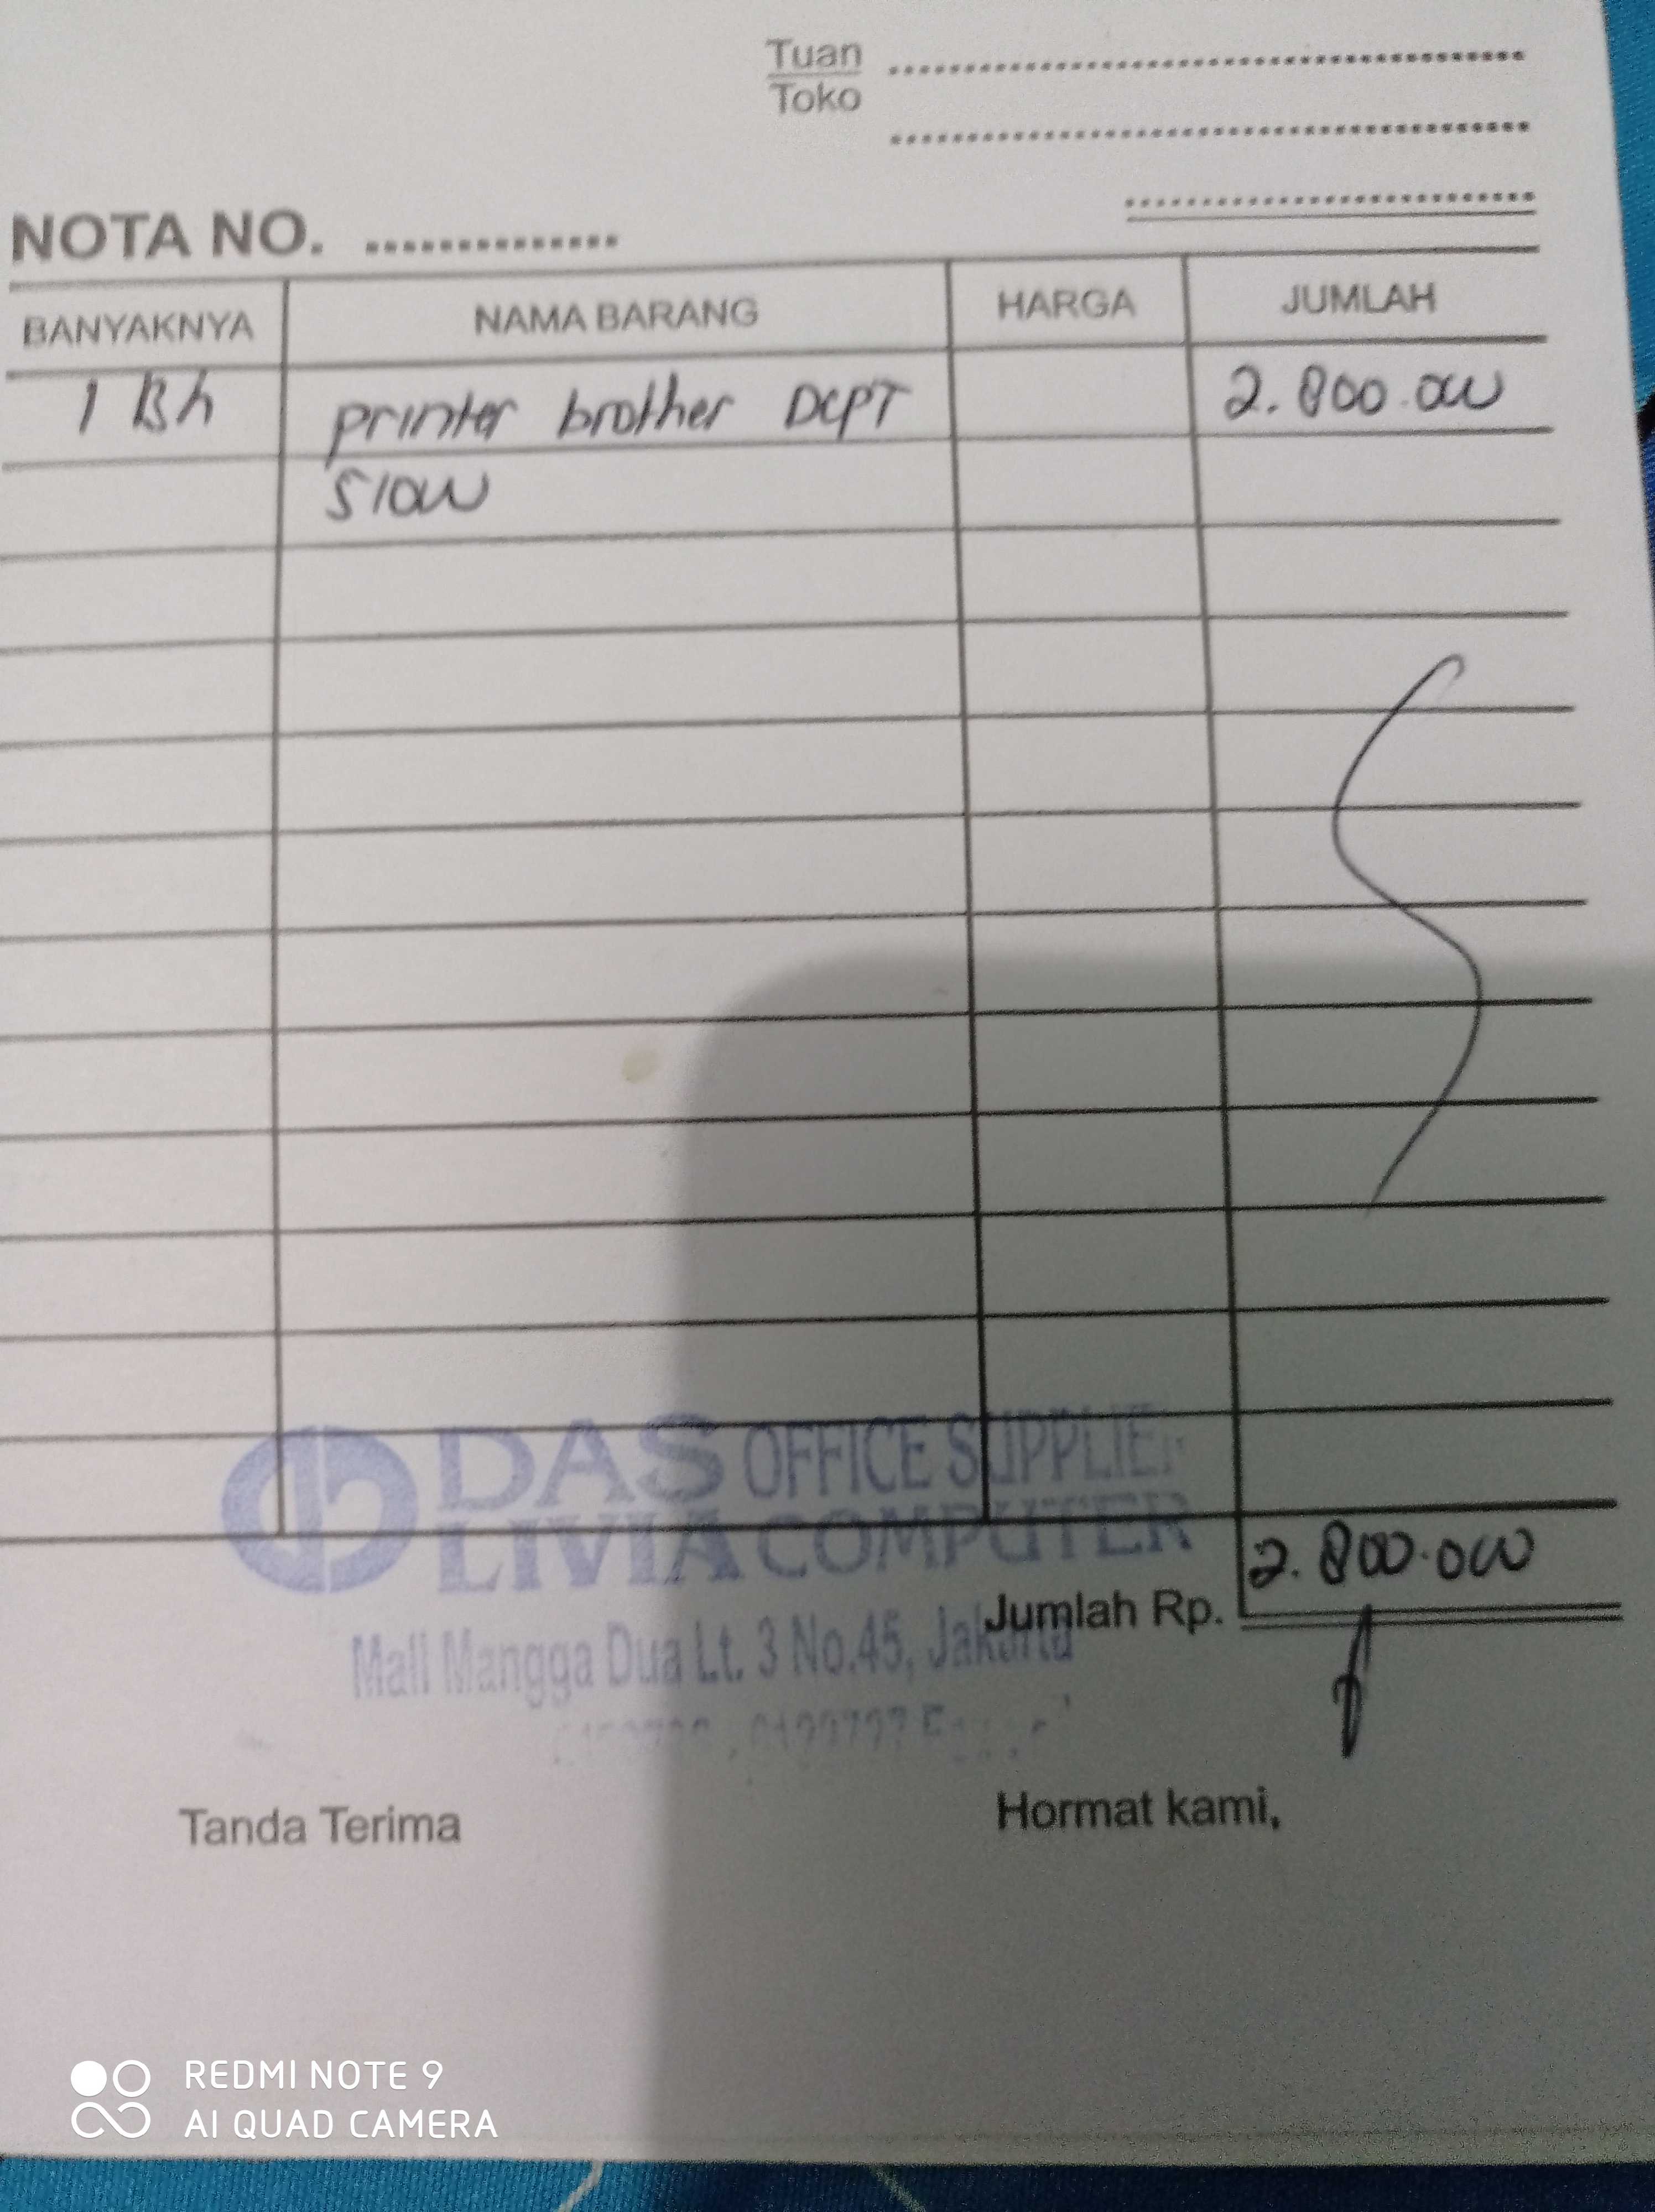 Tuan
Toko
NOTA NO.
BANYAKNYA NAMA BARANG HARGA JUMLAH
1 Bh printer brother DCPT 2.800.000
510W
DAS OFFICE SUPPLIE
LIVIA COMPUTER
2.800.000
Jumlah Rp.
Mall Mangga Dua Lt. 3 No.45, Jakarta
Tanda Terima Hormat kami,
REDMI NOTE 9
AI QUAD CAMERA